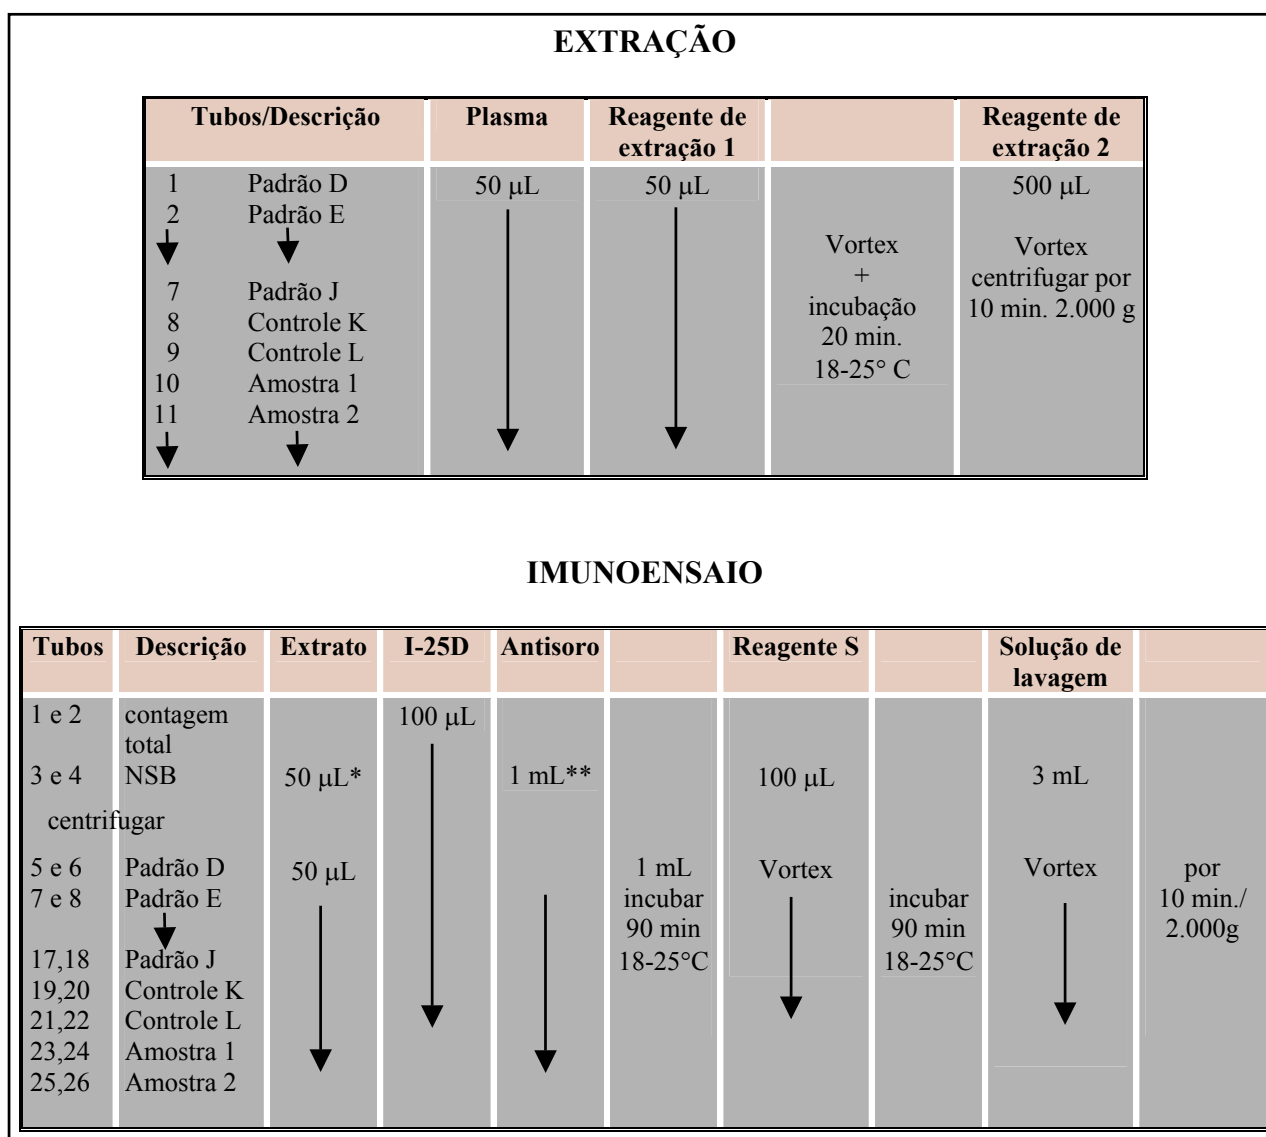 EXTRAÇÃO
Tubos/Descrição Plasma Reagente de extração 1 Reagente de extração 2
1 Padrão D 50 µL 50 µL 500 µL
2 Padrão E
Vortex Vortex
+ centrifugar por
7 Padrão J
incubação 10 min. 2.000 g
8 Controle K
20 min.
9 Controle L
18-25° C
10 Amostra 1
11 Amostra 2
IMUNOENSAIO
Tubos Descrição Extrato I-25D Antisoro Reagente S Solução de lavagem
1 e 2 contagem total 100 µL
3 e 4 NSB 50 µL* 1 mL** 100 µL 3 mL
centrifugar
5 e 6 Padrão D 50 µL 1 mL Vortex Vortex por
7 e 8 Padrão E incubar incubar 10 min./
90 min 90 min 2.000g
17,18 Padrão J 18-25°C 18-25°C
19,20 Controle K
21,22 Controle L
23,24 Amostra 1
25,26 Amostra 2